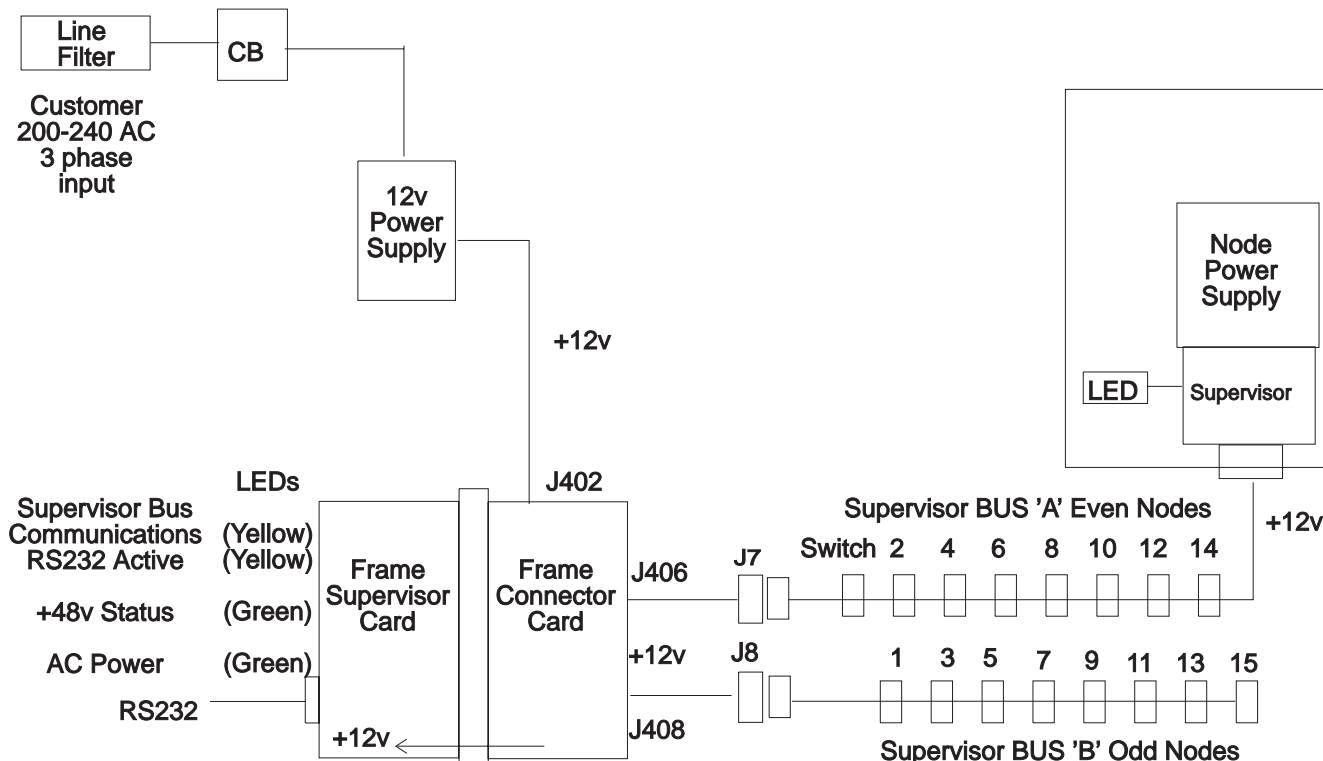 Line
Filter
CB
Customer
200-240 AC
3 phase
input
12v
Power
Supply
+12v
Node
Power
Supply
LED
Supervisor
+12v
LEDs
Supervisor Bus
Communications (Yellow)
RS232 Active (Yellow)
+48v Status (Green)
AC Power (Green)
RS232
Frame
Supervisor
Card
+12v
J402
Frame
Connector
Card
J406
+12v
J408
J7
J8
Supervisor BUS 'A' Even Nodes
Switch 2 4 6 8 10 12 14
1 3 5 7 9 11 13 15
Supervisor BUS 'B' Odd Nodes